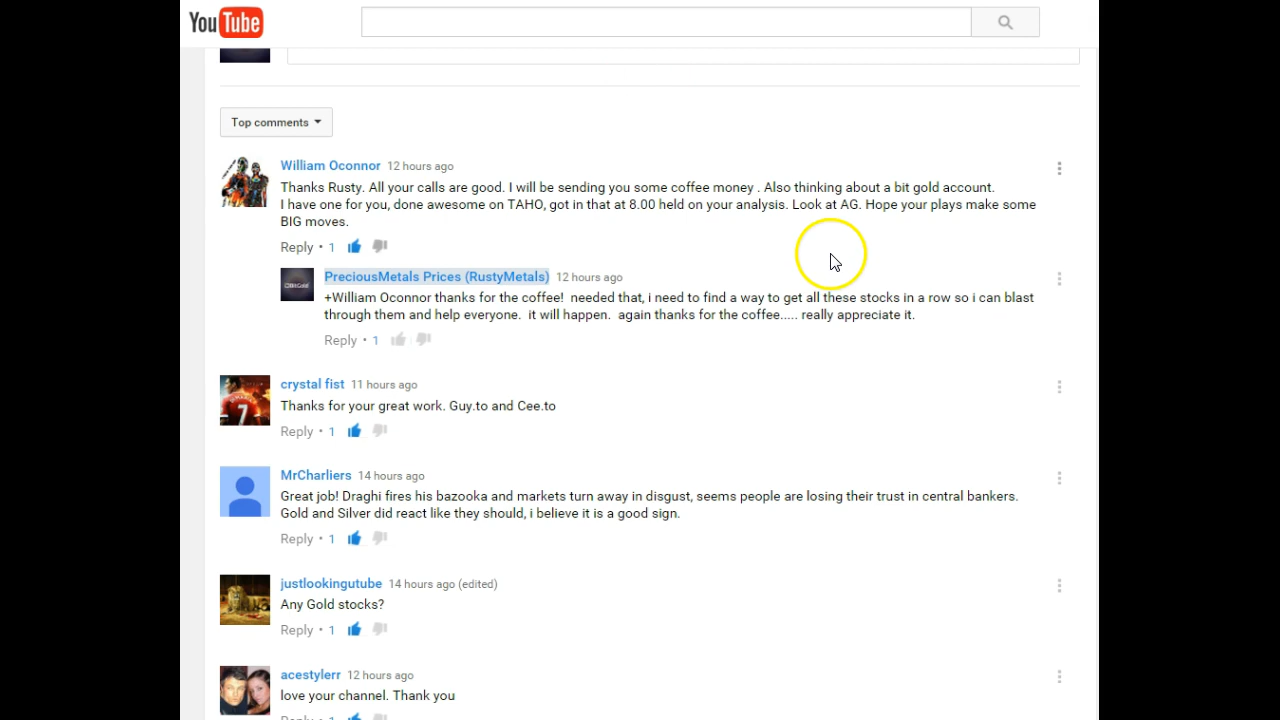 YouTube
Top comments
William Oconnor 12 hours ago
Thanks Rusty. All your calls are good. I will be sending you some coffee money . Also thinking about a bit gold account.
I have one for you, done awesome on TAHO, got in that at 8.00 held on your analysis. Look at AG. Hope your plays make some
BIG moves.
Reply • 1
BitGold
PreciousMetals Prices (RustyMetals) 12 hours ago
+William Oconnor thanks for the coffee! needed that, i need to find a way to get all these stocks in a row so i can blast
through them and help everyone. it will happen. again thanks for the coffee..... really appreciate it.
Reply • 1
crystal fist 11 hours ago
7
Thanks for your great work. Guy.to and Cee.to
Reply • 1
MrCharliers 14 hours ago
Great job! Draghi fires his bazooka and markets turn away in disgust, seems people are losing their trust in central bankers.
Gold and Silver did react like they should, i believe it is a good sign.
Reply • 1
justlookingutube 14 hours ago (edited)
Any Gold stocks?
Reply • 1
acestylerr 12 hours ago
love your channel. Thank you
Reply • 1